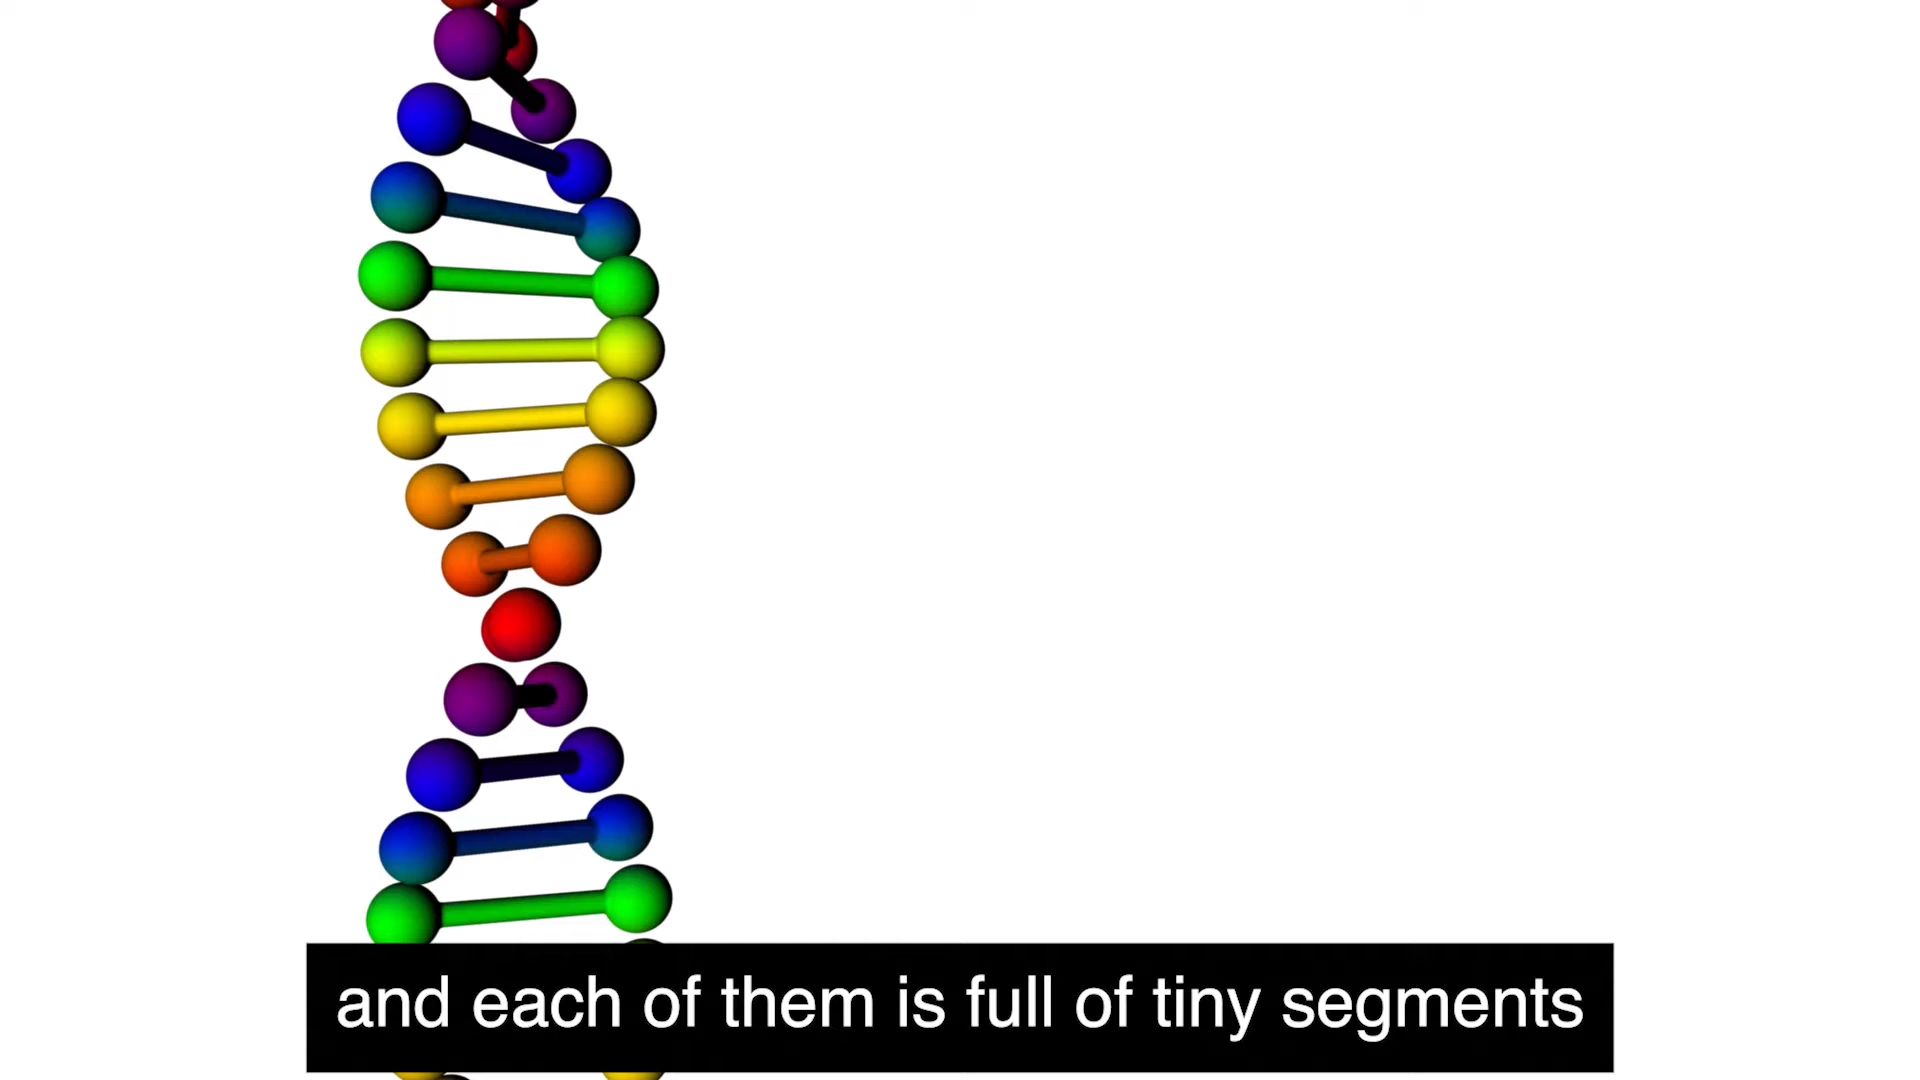 and each of them is full of tiny segments